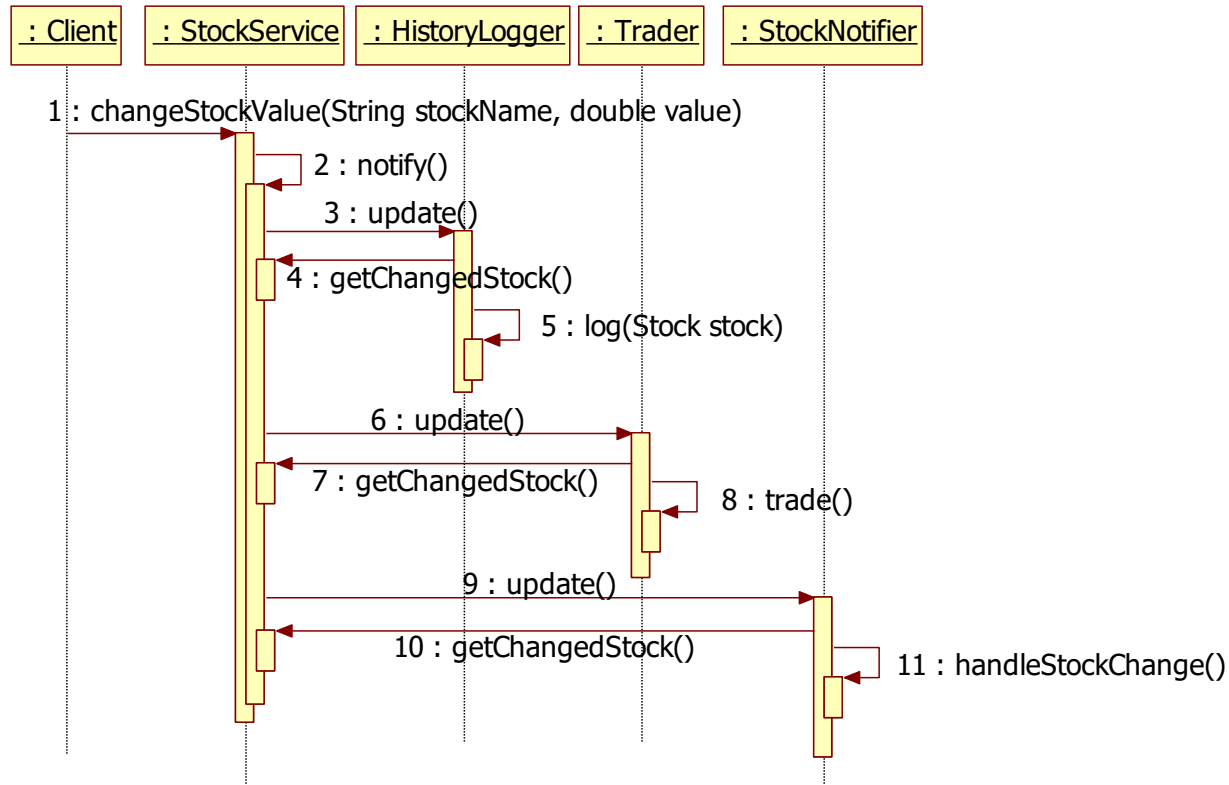 : Client
: StockService
: HistoryLogger
: Trader
: StockNotifier
1 : changeStockValue(String stockName, double value)
2 : notify()
3 : update()
4 : getChangedStock()
5 : log(Stock stock)
6 : update()
7 : getChangedStock()
8 : trade()
9 : update()
10 : getChangedStock()
11 : handleStockChange()